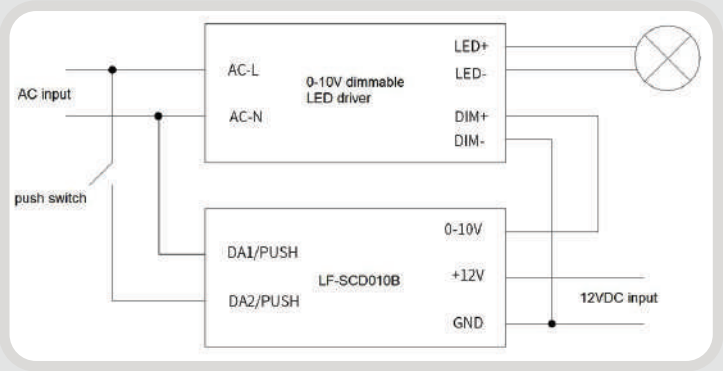 LED+
AC-L
LED-
0-10V dimmable
LED driver
AC input
AC-N
DIM+
DIM-
push switch
0-10V
DA1/PUSH
+12V
LF-SCD010B
DA2/PUSH
12VDC input
GND